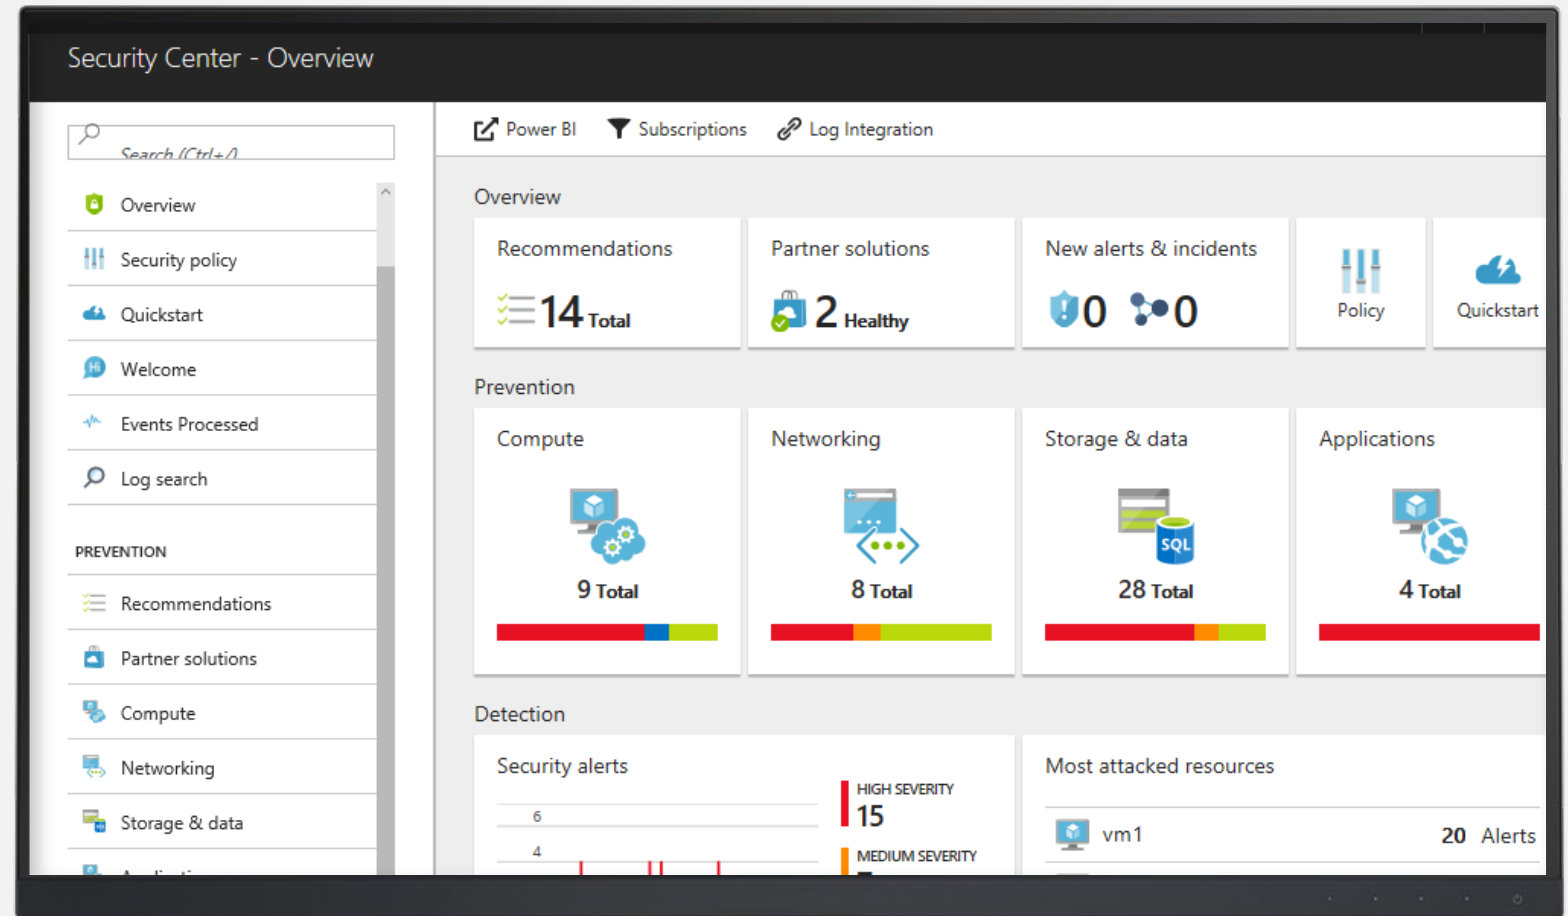 Security Center - Overview
Search (Ctrl+/)
Overview
Security policy
Quickstart
Welcome
Events Processed
Log search
PREVENTION
Recommendations
Partner solutions
Compute
Networking
Storage & data
Power BI
Subscriptions
Log Integration
Overview
Recommendations
14 Total
Partner solutions
2 Healthy
New alerts & incidents
0 0
Policy
Quickstart
Prevention
Compute
9 Total
Networking
8 Total
Storage & data
SQL
28 Total
Applications
4 Total
Detection
Security alerts
6
4
HIGH SEVERITY
15
MEDIUM SEVERITY
Most attacked resources
vm1
20 Alerts